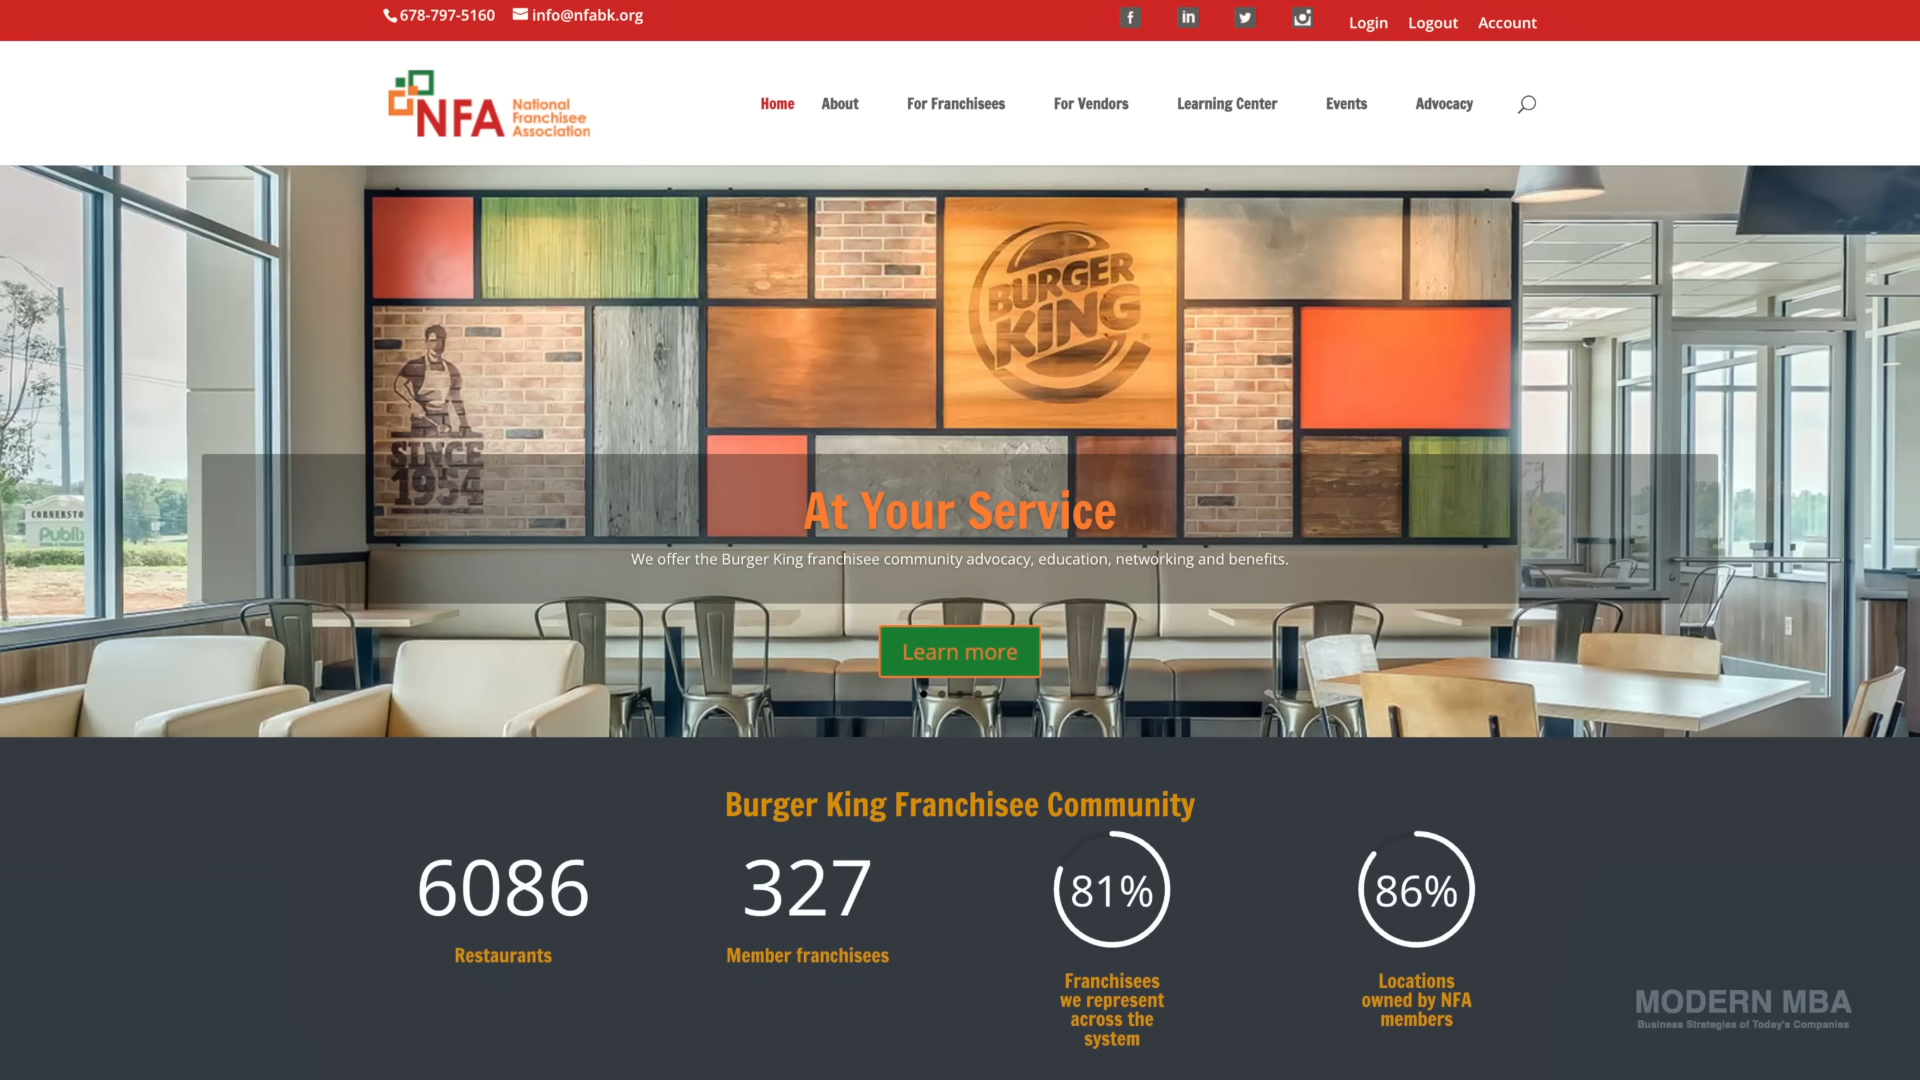 678-797-5160 info@nfabk.org
Login Logout Account
NFA National
Franchisee
Association
Home About For Franchisees For Vendors Learning Center Events Advocacy
BURGER
KING
SINCE
1954
CORNERSTO
Publix
At Your Service
We offer the Burger King franchisee community advocacy, education, networking and benefits.
Learn more
Burger King Franchisee Community
6086
Restaurants
327
Member franchisees
81%
Franchisees
we represent
across the
system
86%
Locations
owned by NFA
members
MODERN MBA
Business Strategies of Today's Companies